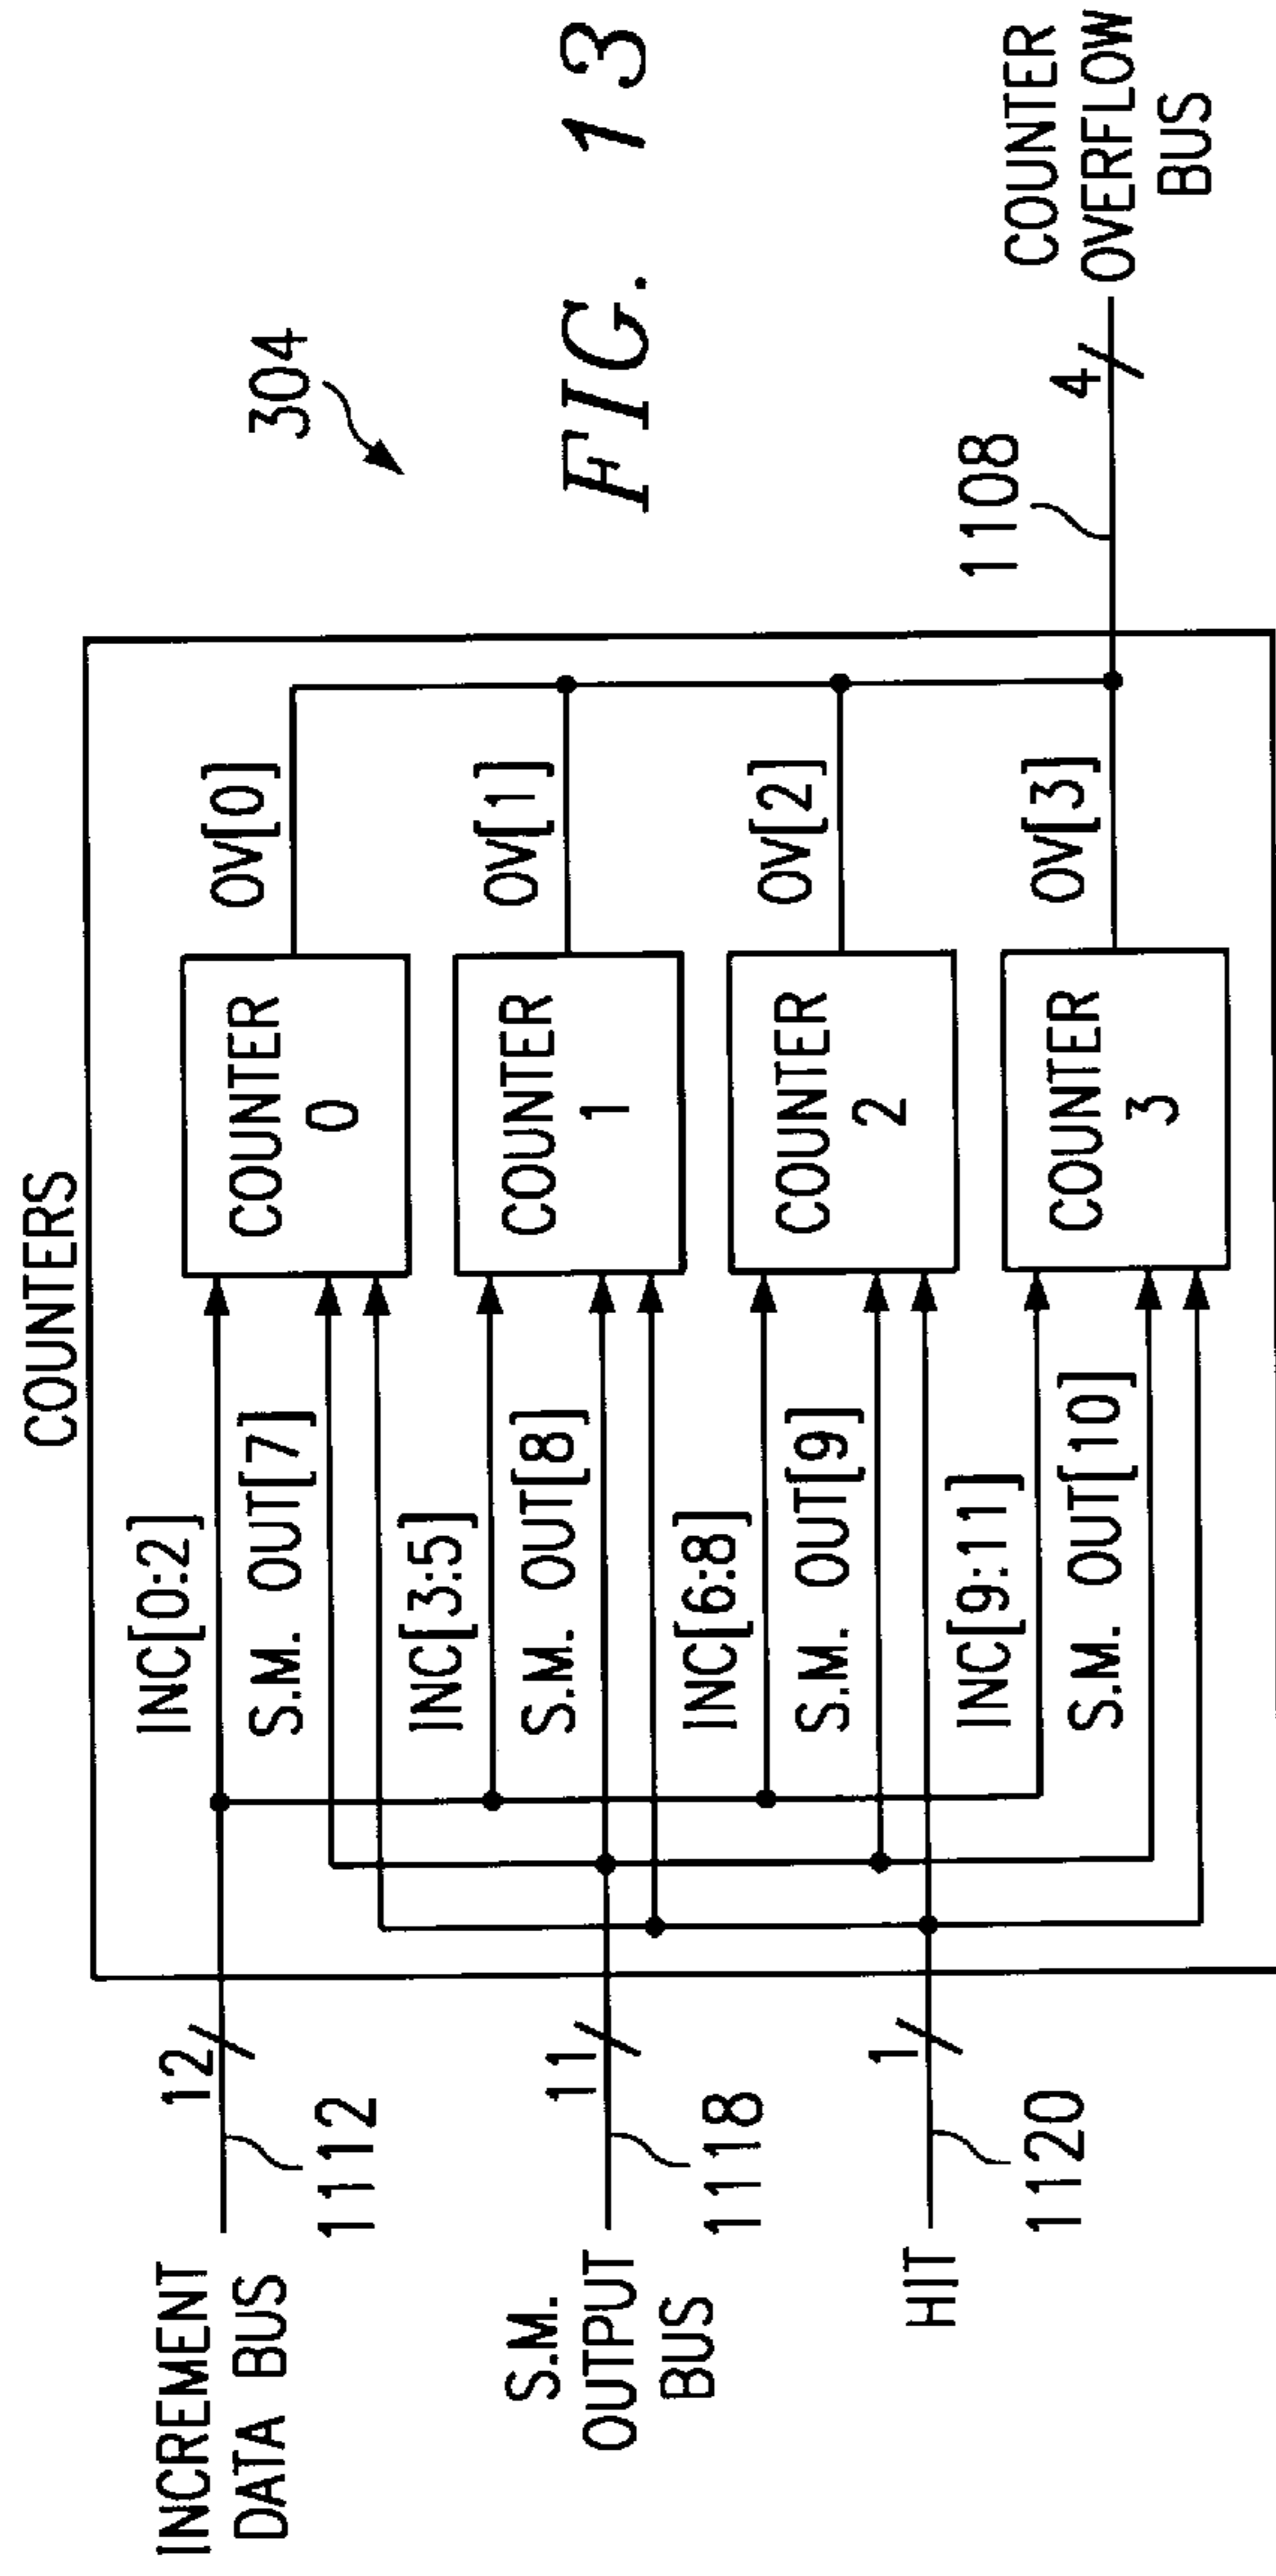 COUNTERS
INCREMENT
DATA BUS
12
1112
INC[0:2]
S.M. OUT[7]
COUNTER
0
OV[0]
304
S.M.
OUTPUT
BUS
11
1118
INC[3:5]
S.M. OUT[8]
COUNTER
1
OV[1]
FIG. 13
HIT
1
1120
INC[6:8]
S.M. OUT[9]
COUNTER
2
OV[2]
INC[9:11]
S.M. OUT[10]
COUNTER
3
OV[3]
1108
4
COUNTER
OVERFLOW
BUS